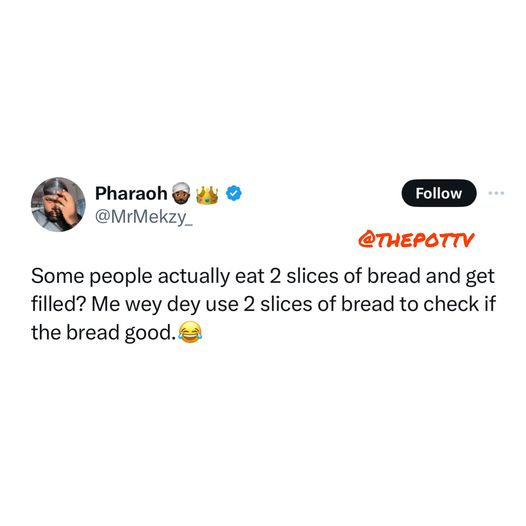 Pharaoh👳🏾‍♂️👑
Follow
@MrMekzy_
@THEPOTTV
Some people actually eat 2 slices of bread and get
filled? Me wey dey use 2 slices of bread to check if
the bread good.😂